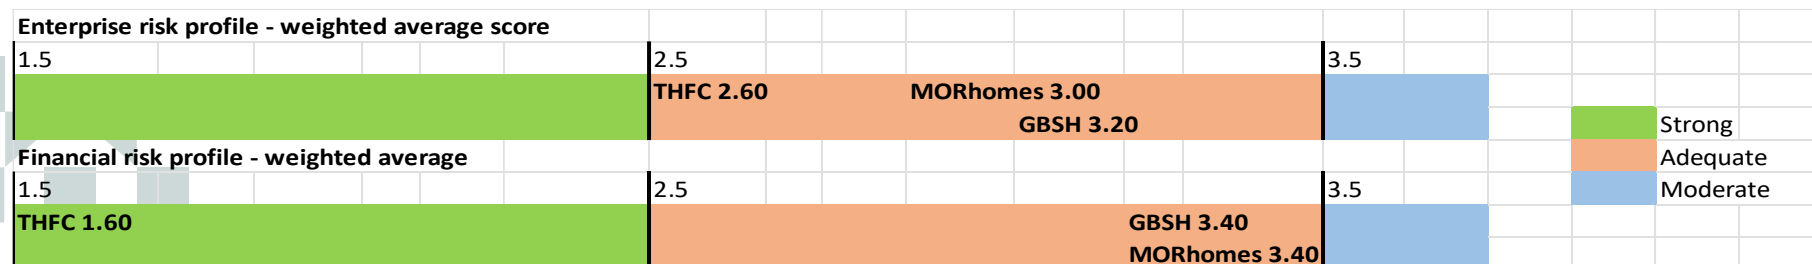 Enterprise risk profile - weighted average score
1.5 2.5 3.5
THFC 2.60 MORhomes 3.00
GBSH 3.20 Strong
Financial risk profile - weighted average Adequate
1.5 2.5 3.5 Moderate
THFC 1.60 GBSH 3.40
MORhomes 3.40